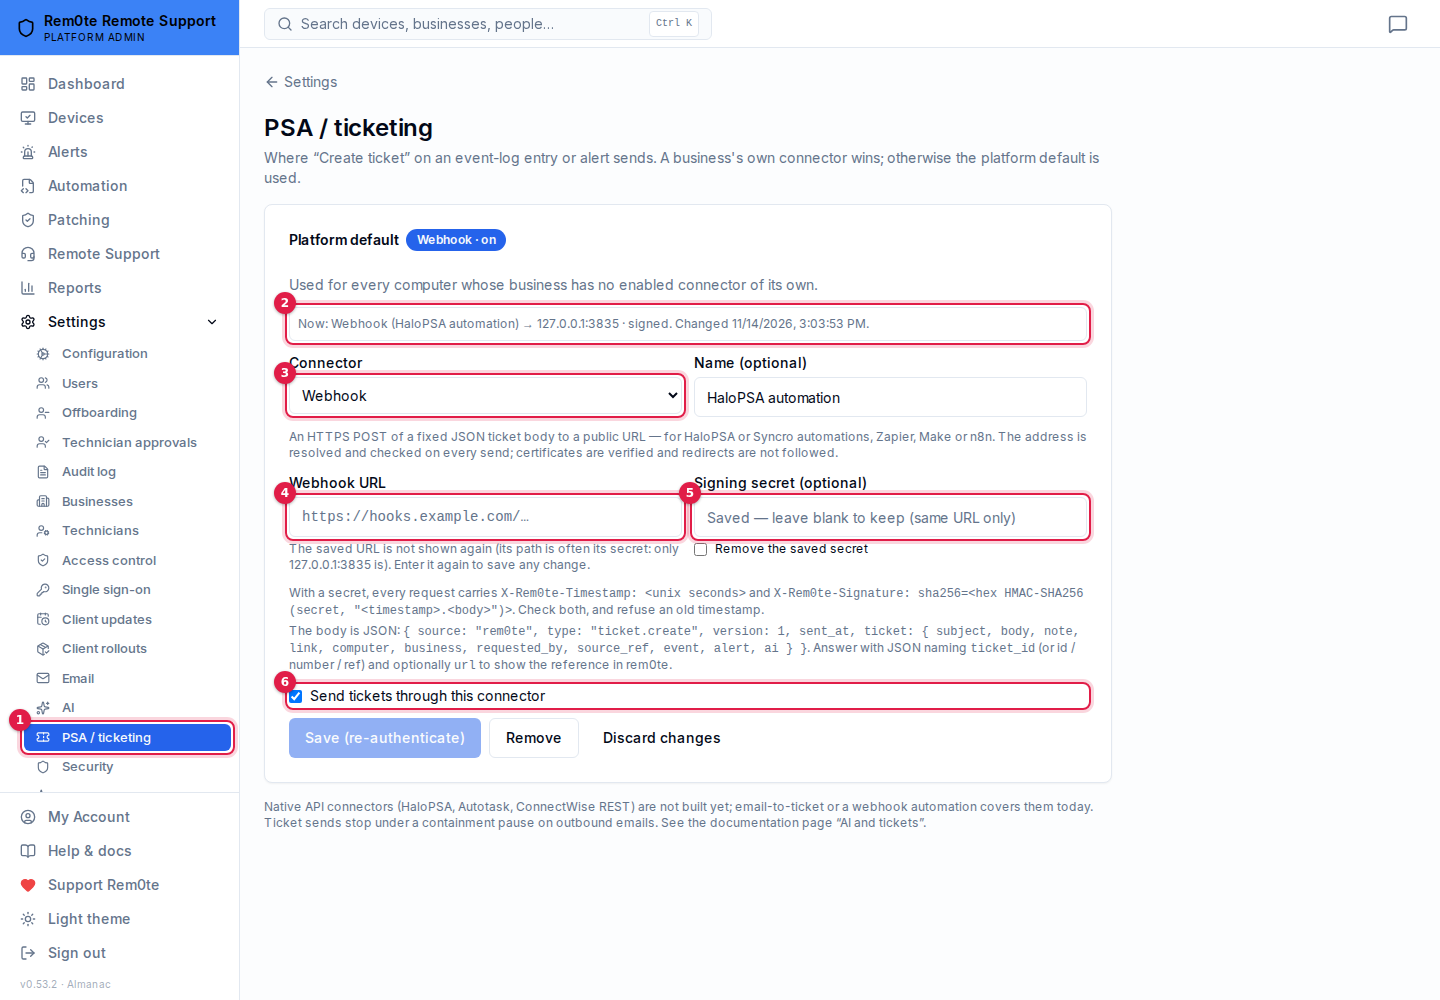 Rem0te Remote Support
PLATFORM ADMIN
Search devices, businesses, people…
Ctrl K
Dashboard
Devices
Alerts
Automation
Patching
Remote Support
Reports
Settings
Configuration
Users
Offboarding
Technician approvals
Audit log
Businesses
Technicians
Access control
Single sign-on
Client updates
Client rollouts
Email
AI
1
PSA / ticketing
Security
My Account
Help & docs
Support Rem0te
Light theme
Sign out
v0.53.2 · Almanac
← Settings
PSA / ticketing
Where “Create ticket” on an event-log entry or alert sends. A business's own connector wins; otherwise the platform default is
used.
Platform default
Webhook · on
Used for every computer whose business has no enabled connector of its own.
2
Now: Webhook (HaloPSA automation) → 127.0.0.1:3835 · signed. Changed 11/14/2026, 3:03:53 PM.
Connector
Name (optional)
3
Webhook
HaloPSA automation
An HTTPS POST of a fixed JSON ticket body to a public URL — for HaloPSA or Syncro automations, Zapier, Make or n8n. The address is
resolved and checked on every send; certificates are verified and redirects are not followed.
Webhook URL
Signing secret (optional)
4
https://hooks.example.com/…
5
Saved — leave blank to keep (same URL only)
The saved URL is not shown again (its path is often its secret: only
127.0.0.1:3835 is). Enter it again to save any change.
Remove the saved secret
With a secret, every request carries X-Rem0te-Timestamp: <unix seconds> and X-Rem0te-Signature: sha256=<hex HMAC-SHA256
(secret, "<timestamp>.<body>")>. Check both, and refuse an old timestamp.
The body is JSON: { source: "rem0te", type: "ticket.create", version: 1, sent_at, ticket: { subject, body, note,
link, computer, business, requested_by, source_ref, event, alert, ai } }. Answer with JSON naming ticket_id (or id /
number / ref) and optionally url to show the reference in rem0te.
6
Send tickets through this connector
Save (re-authenticate)
Remove
Discard changes
Native API connectors (HaloPSA, Autotask, ConnectWise REST) are not built yet; email-to-ticket or a webhook automation covers them today.
Ticket sends stop under a containment pause on outbound emails. See the documentation page “AI and tickets”.